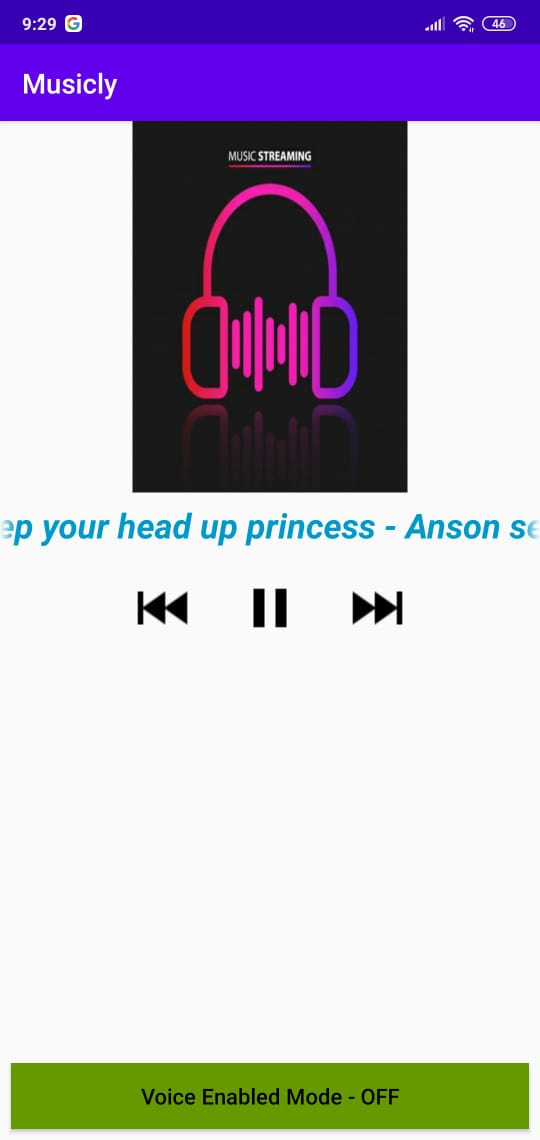 9:29 G 46
Musicly
MUSIC STREAMING
ep your head up princess - Anson se
Voice Enabled Mode - OFF